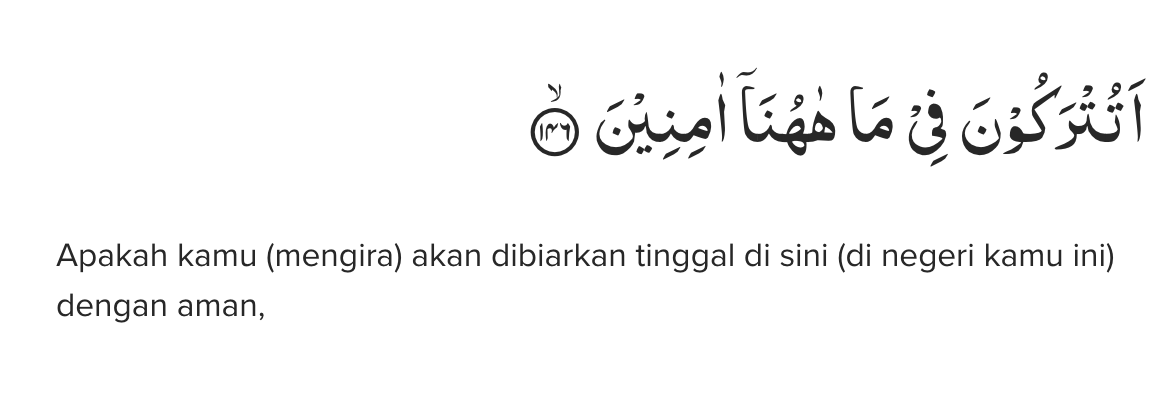 اَتُتْرَكُوْنَ فِيْ مَا هٰهُنَآ اٰمِنِيْنَ ۙ ١٤٦
Apakah kamu (mengira) akan dibiarkan tinggal di sini (di negeri kamu ini)
dengan aman,